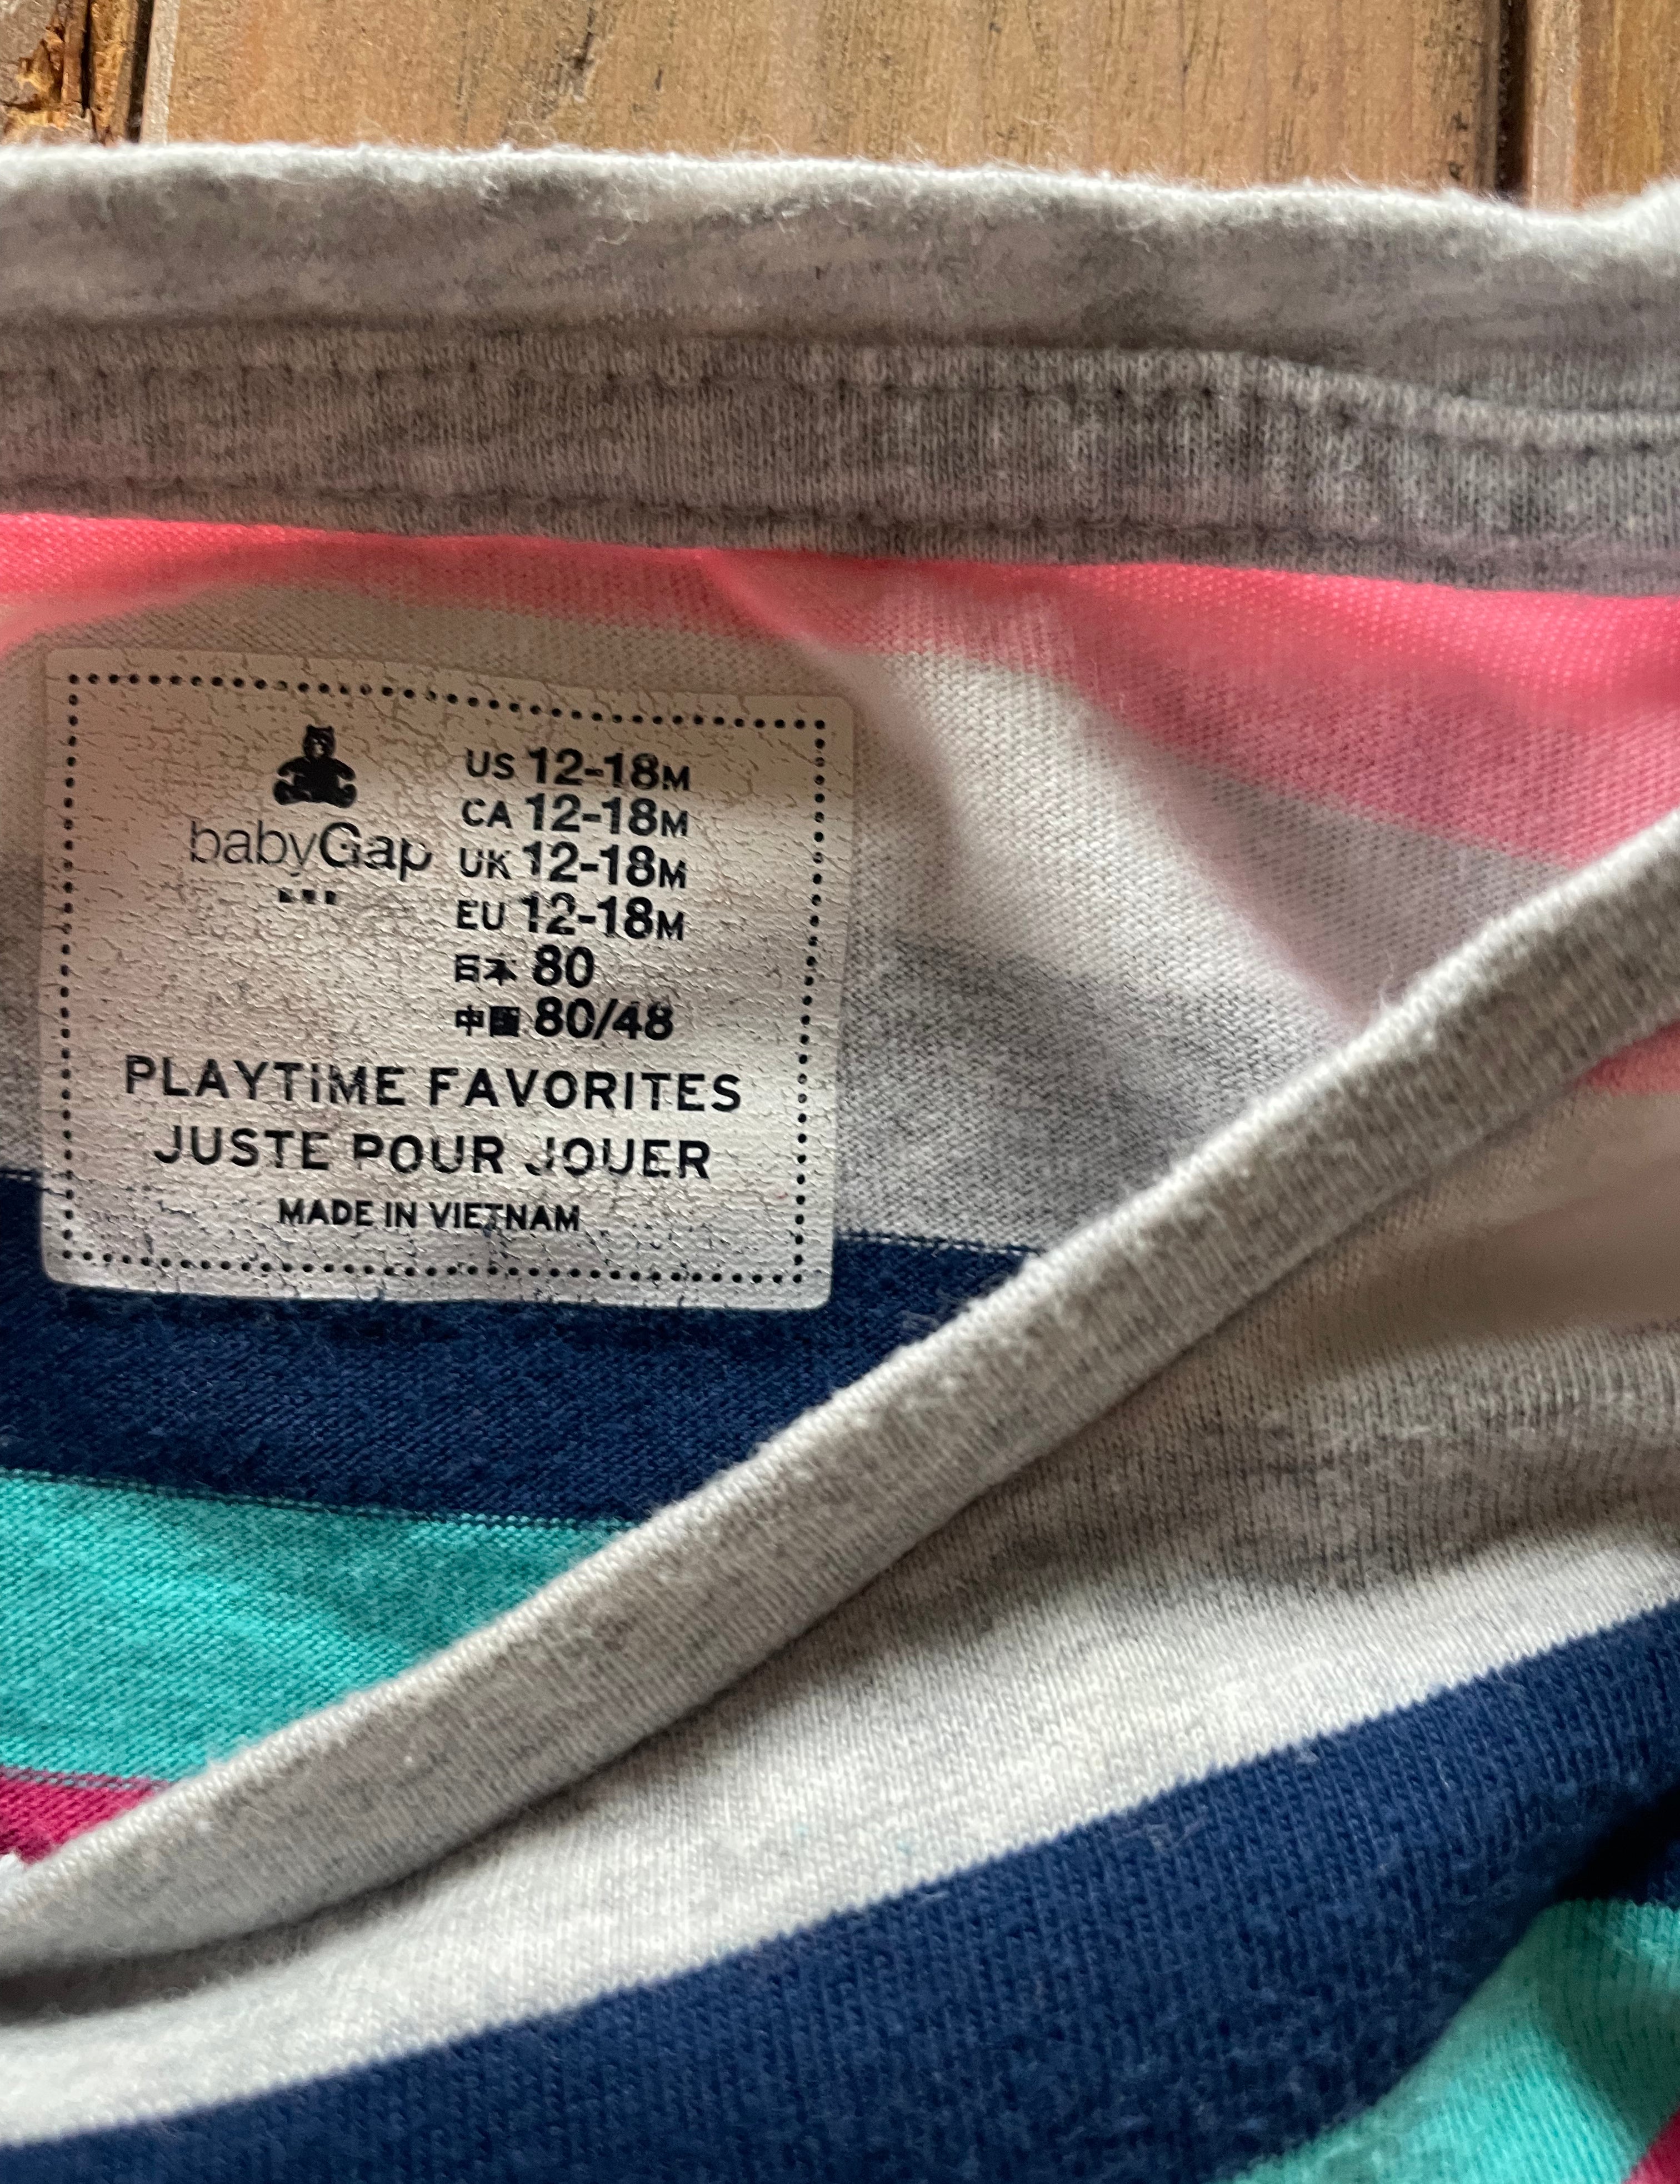 babyGap
US 12-18M
CA 12-18M
UK 12-18M
EU 12-18M
日本 80
中國 80/48
PLAYTIME FAVORITES
JUSTE POUR JOUER
MADE IN VIETNAM